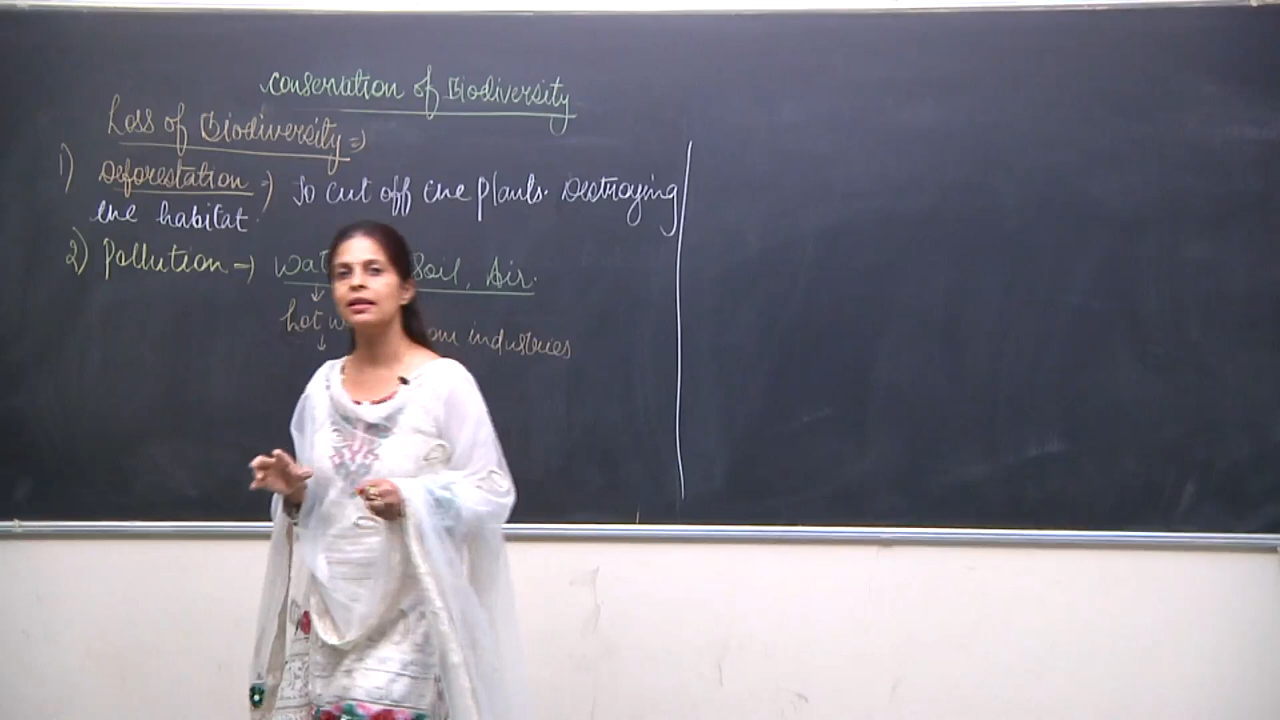 Conservation of Biodiversity
Loss of Biodiversity ⇒
1) Deforestation ⇒ To cut off the plants. Destroying
the habitat.
2) Pollution ⇒ Soil, Air.
↓
hot industries
↓